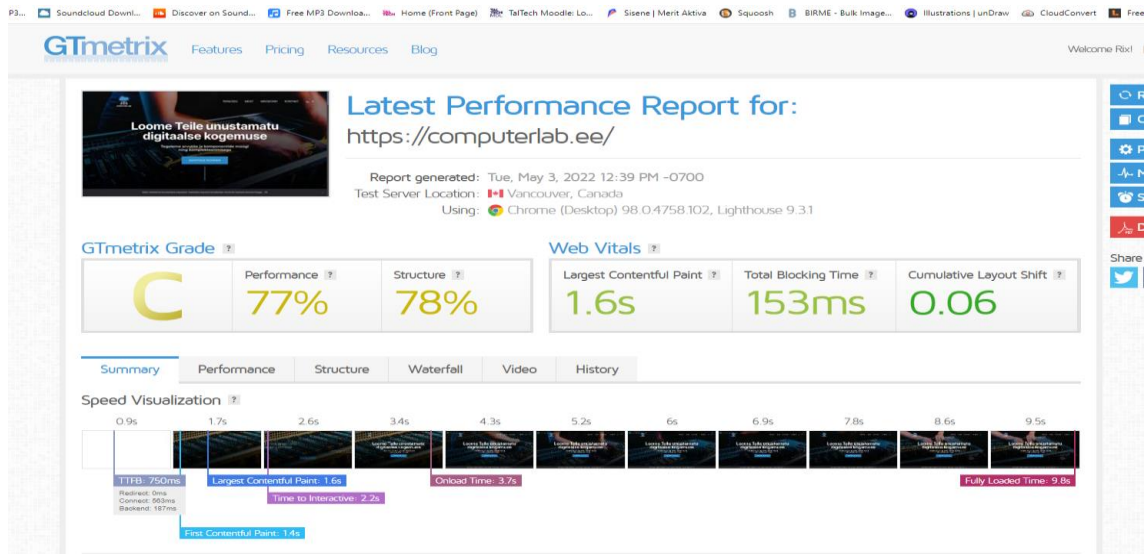 P3... Soundcloud Downl... Discover on Sound... Free MP3 Downloa... Home (Front Page) TalTech Moodle: Lo... Sisene | Merit Aktiva Squoosh BIRME - Bulk Image... Illustrations | unDraw CloudConvert Free
GTmetrix Features Pricing Resources Blog Welcome Rix!
Latest Performance Report for:
https://computerlab.ee/
Loome Teile unustamatu
digitaalse kogemuse
Report generated: Tue, May 3, 2022 12:39 PM -0700
Test Server Location: Vancouver, Canada
Using: Chrome (Desktop) 98.0.4758.102, Lighthouse 9.3.1
GTmetrix Grade ? Web Vitals ?
C
Performance ? Structure ? Largest Contentful Paint ? Total Blocking Time ? Cumulative Layout Shift ?
77% 78% 1.6s 153ms 0.06
Share
Summary Performance Structure Waterfall Video History
Speed Visualization ?
0.9s 1.7s 2.6s 3.4s 4.3s 5.2s 6s 6.9s 7.8s 8.6s 9.5s
TTFB: 750ms Largest Contentful Paint: 1.6s Onload Time: 3.7s Fully Loaded Time: 9.8s
Redirect: 0ms
Connect: 563ms
Backend: 187ms
Time to Interactive: 2.2s
First Contentful Paint: 1.4s